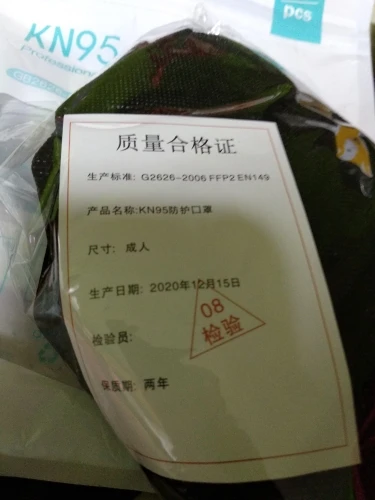 pcs
KN95
Professional
质量合格证
生产标准: G2626-2006 FFP2 EN149
产品名称:KN95防护口罩
尺寸: 成人
生产日期: 2020年12月15日
08
检验员:
检验
保质期: 两年